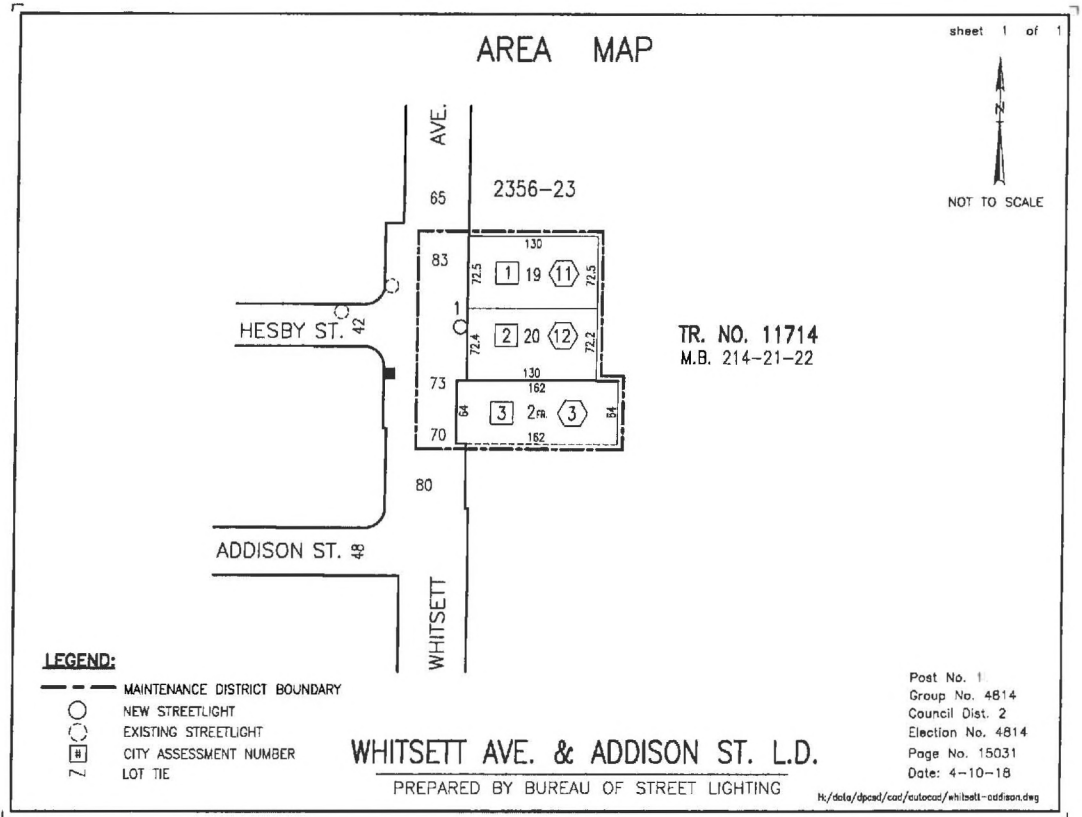 sheet 1 of 1
AREA MAP
N
NOT TO SCALE
AVE.
65
2356-23
130
83
72.5
1
19
11
72.5
1
HESBY ST.
42
72.4
2
20
12
72.2
TR. NO. 11714
M.B. 214-21-22
130
73
162
64
3
2FR.
3
64
70
162
80
ADDISON ST.
48
WHITSETT
LEGEND:
MAINTENANCE DISTRICT BOUNDARY
NEW STREETLIGHT
EXISTING STREETLIGHT
# CITY ASSESSMENT NUMBER
LOT TIE
WHITSETT AVE. & ADDISON ST. L.D.
PREPARED BY BUREAU OF STREET LIGHTING
Post No. 1
Group No. 4814
Council Dist. 2
Election No. 4814
Page No. 15031
Date: 4-10-18
H:/data/dpcsd/cad/autocad/whitsett-addison.dwg